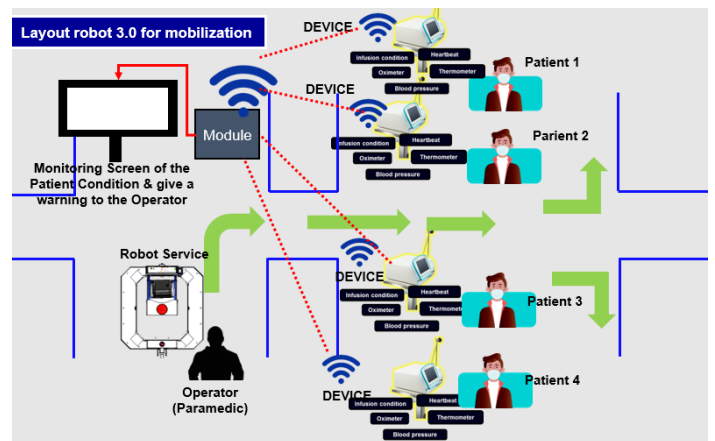 Layout robot 3.0 for mobilization
DEVICE
Infusion condition
Heartbeat
Oximeter
Thermometer
Blood pressure
Patient 1
DEVICE
Infusion condition
Heartbeat
Oximeter
Thermometer
Blood pressure
Parient 2
Module
Monitoring Screen of the
Patient Condition & give a
warning to the Operator
Robot Service
Operator
(Paramedic)
DEVICE
Infusion condition
Heartbeat
Oximeter
Thermomet
Blood pressure
Patient 3
DEVICE
Infusion condition
Heartbeat
Oximeter
Thermometer
Blood pressure
Patient 4